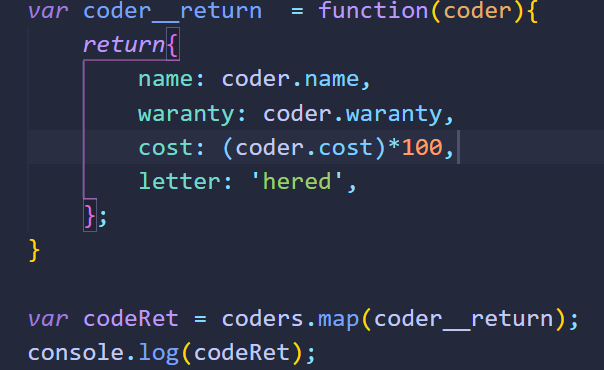 var coder__return  = function(coder){
    return{
        name: coder.name,
        waranty: coder.waranty,
        cost: (coder.cost)*100,
        letter: 'hered',
    };
}
var codeRet = coders.map(coder__return);
console.log(codeRet);